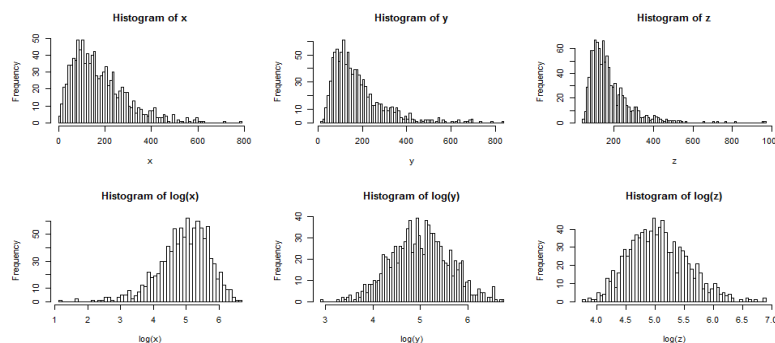 Histogram of x
Frequency
0 10 20 30 40 50
0 200 400 600 800
x
Histogram of y
Frequency
0 10 20 30 40 50 60
0 200 400 600 800
y
Histogram of z
Frequency
0 20 40 60
200 400 600 800 1000
z
Histogram of log(x)
Frequency
0 10 30 50
1 2 3 4 5 6
log(x)
Histogram of log(y)
Frequency
0 10 20 30 40
3 4 5 6
log(y)
Histogram of log(z)
Frequency
0 10 20 30 40
4.0 4.5 5.0 5.5 6.0 6.5 7.0
log(z)